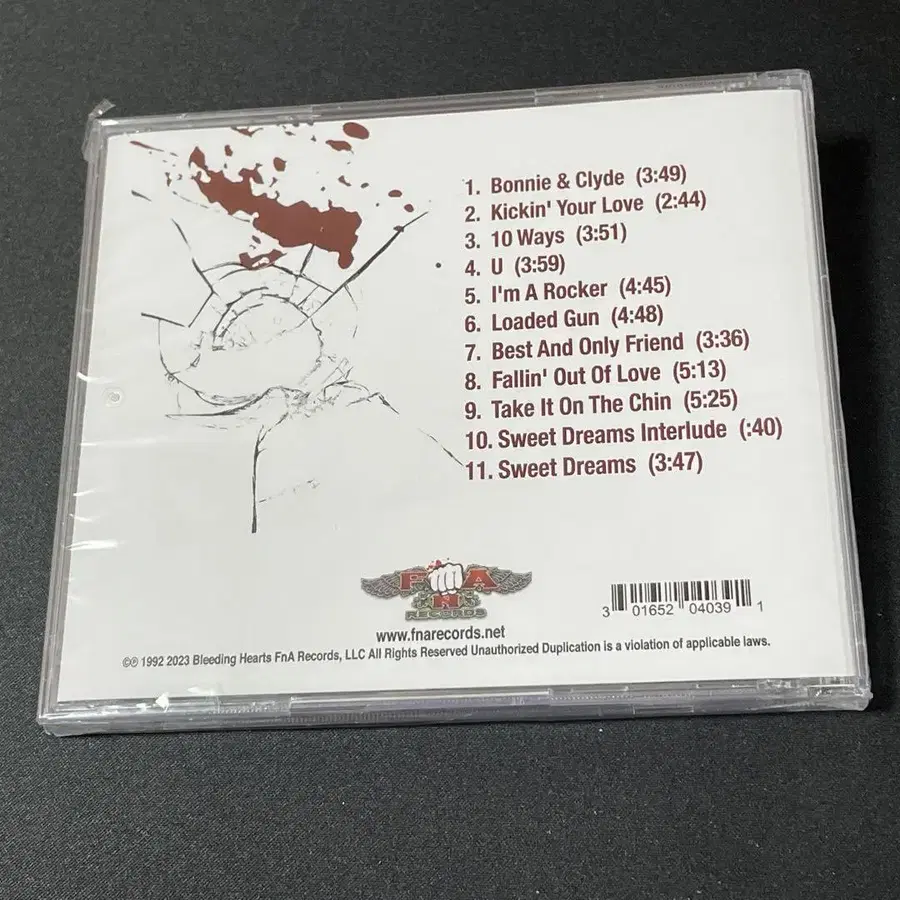 1. Bonnie & Clyde (3:49)
2. Kickin' Your Love (2:44)
3. 10 Ways (3:51)
4. U (3:59)
5. I'm A Rocker (4:45)
6. Loaded Gun (4:48)
7. Best And Only Friend (3:36)
8. Fallin' Out Of Love (5:13)
9. Take It On The Chin (5:25)
10. Sweet Dreams Interlude (:40)
11. Sweet Dreams (3:47)
F N A
RECORDS
www.fnarecords.net
3 01652 04039 1
©℗ 1992 2023 Bleeding Hearts FnA Records, LLC All Rights Reserved Unauthorized Duplication is a violation of applicable laws.